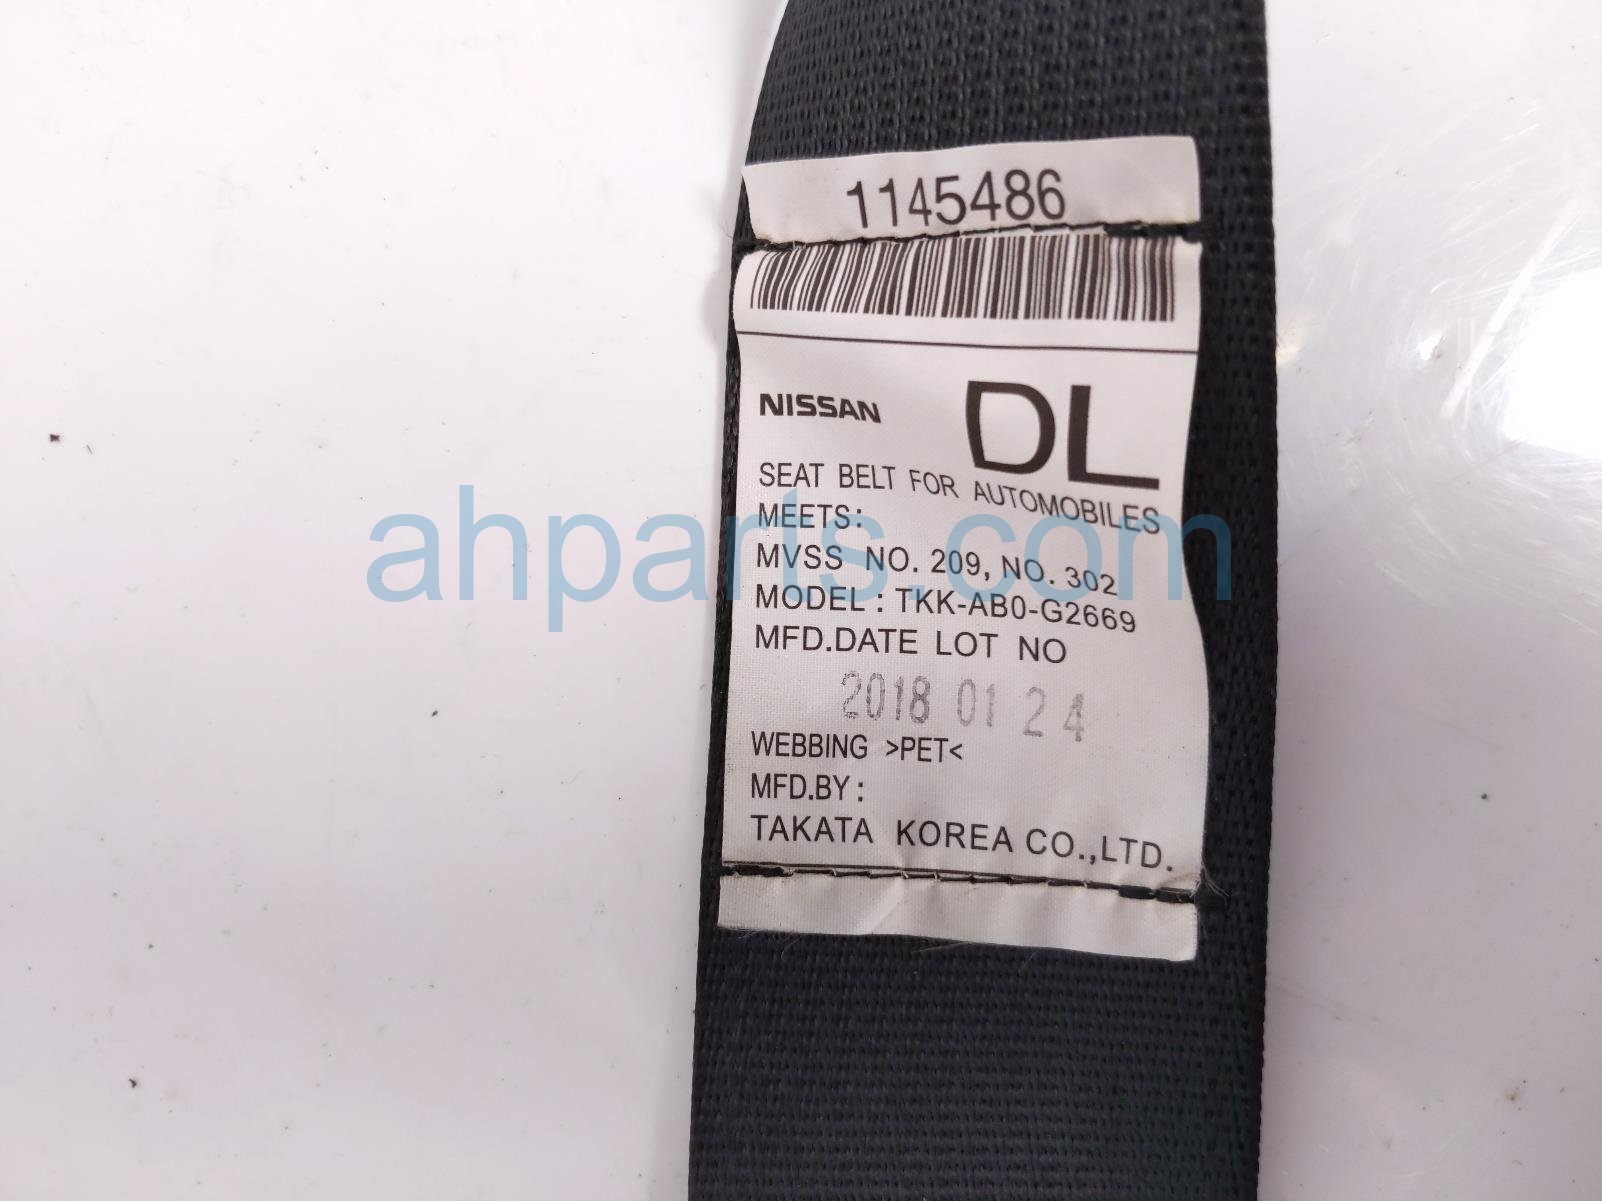 1145486
NISSAN DL
SEAT BELT FOR AUTOMOBILES
MEETS:
MVSS NO. 209, NO. 302
MODEL : TKK-AB0-G2669
MFD.DATE LOT NO
2018 01 24
WEBBING >PET<
MFD.BY :
TAKATA KOREA CO.,LTD.
ahparts.com